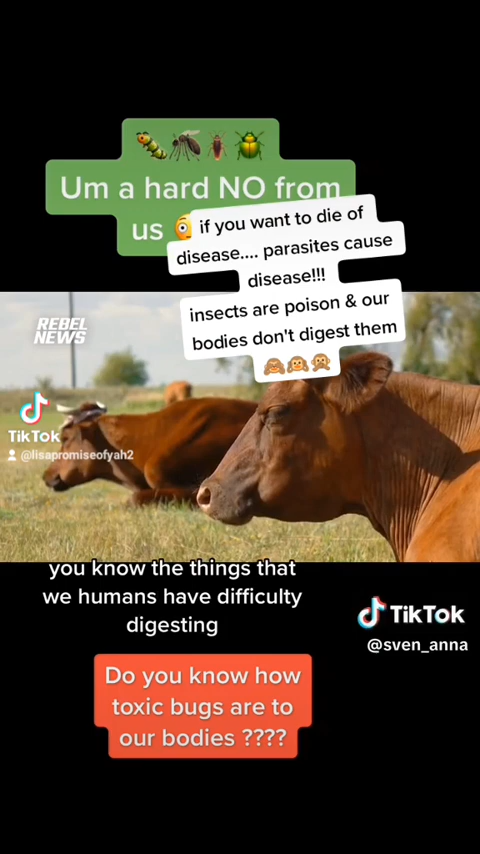 🐛🦟🪳🪲
Um a hard NO from
us 😳
if you want to die of
disease.... parasites cause
disease!!!
insects are poison & our
bodies don't digest them
🙈🙊🙊
REBEL
NEWS
TikTok
@lisapromiseofyah2
you know the things that
we humans have difficulty
digesting
TikTok
@sven_anna
Do you know how
toxic bugs are to
our bodies ????